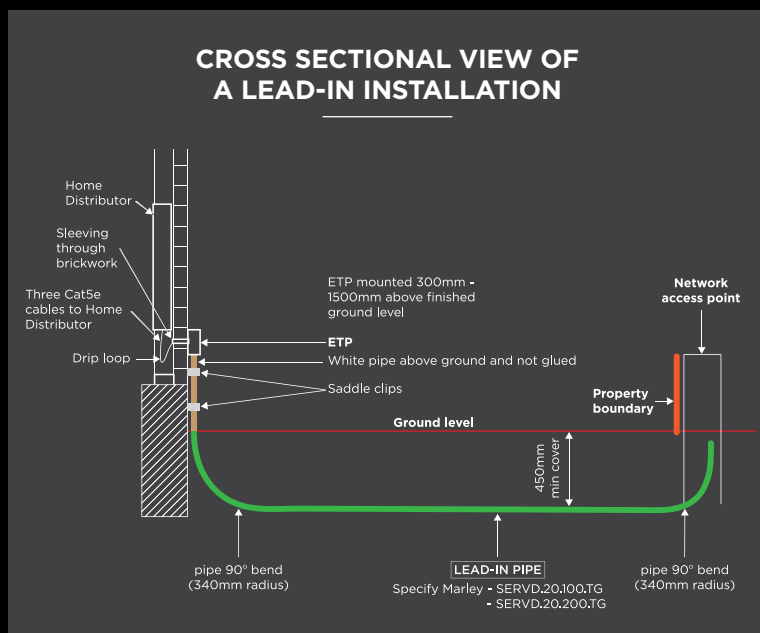 CROSS SECTIONAL VIEW OF
A LEAD-IN INSTALLATION
Home
Distributor
Sleeving
through
brickwork
Three Cat5e
cables to Home
Distributor
Drip loop
ETP mounted 300mm -
1500mm above finished
ground level
ETP
White pipe above ground and not glued
Saddle clips
Network
access point
Property
boundary
Ground level
450mm
min cover
pipe 90° bend
(340mm radius)
LEAD-IN PIPE
Specify Marley - SERVD.20.100.TG
- SERVD.20.200.TG
pipe 90° bend
(340mm radius)